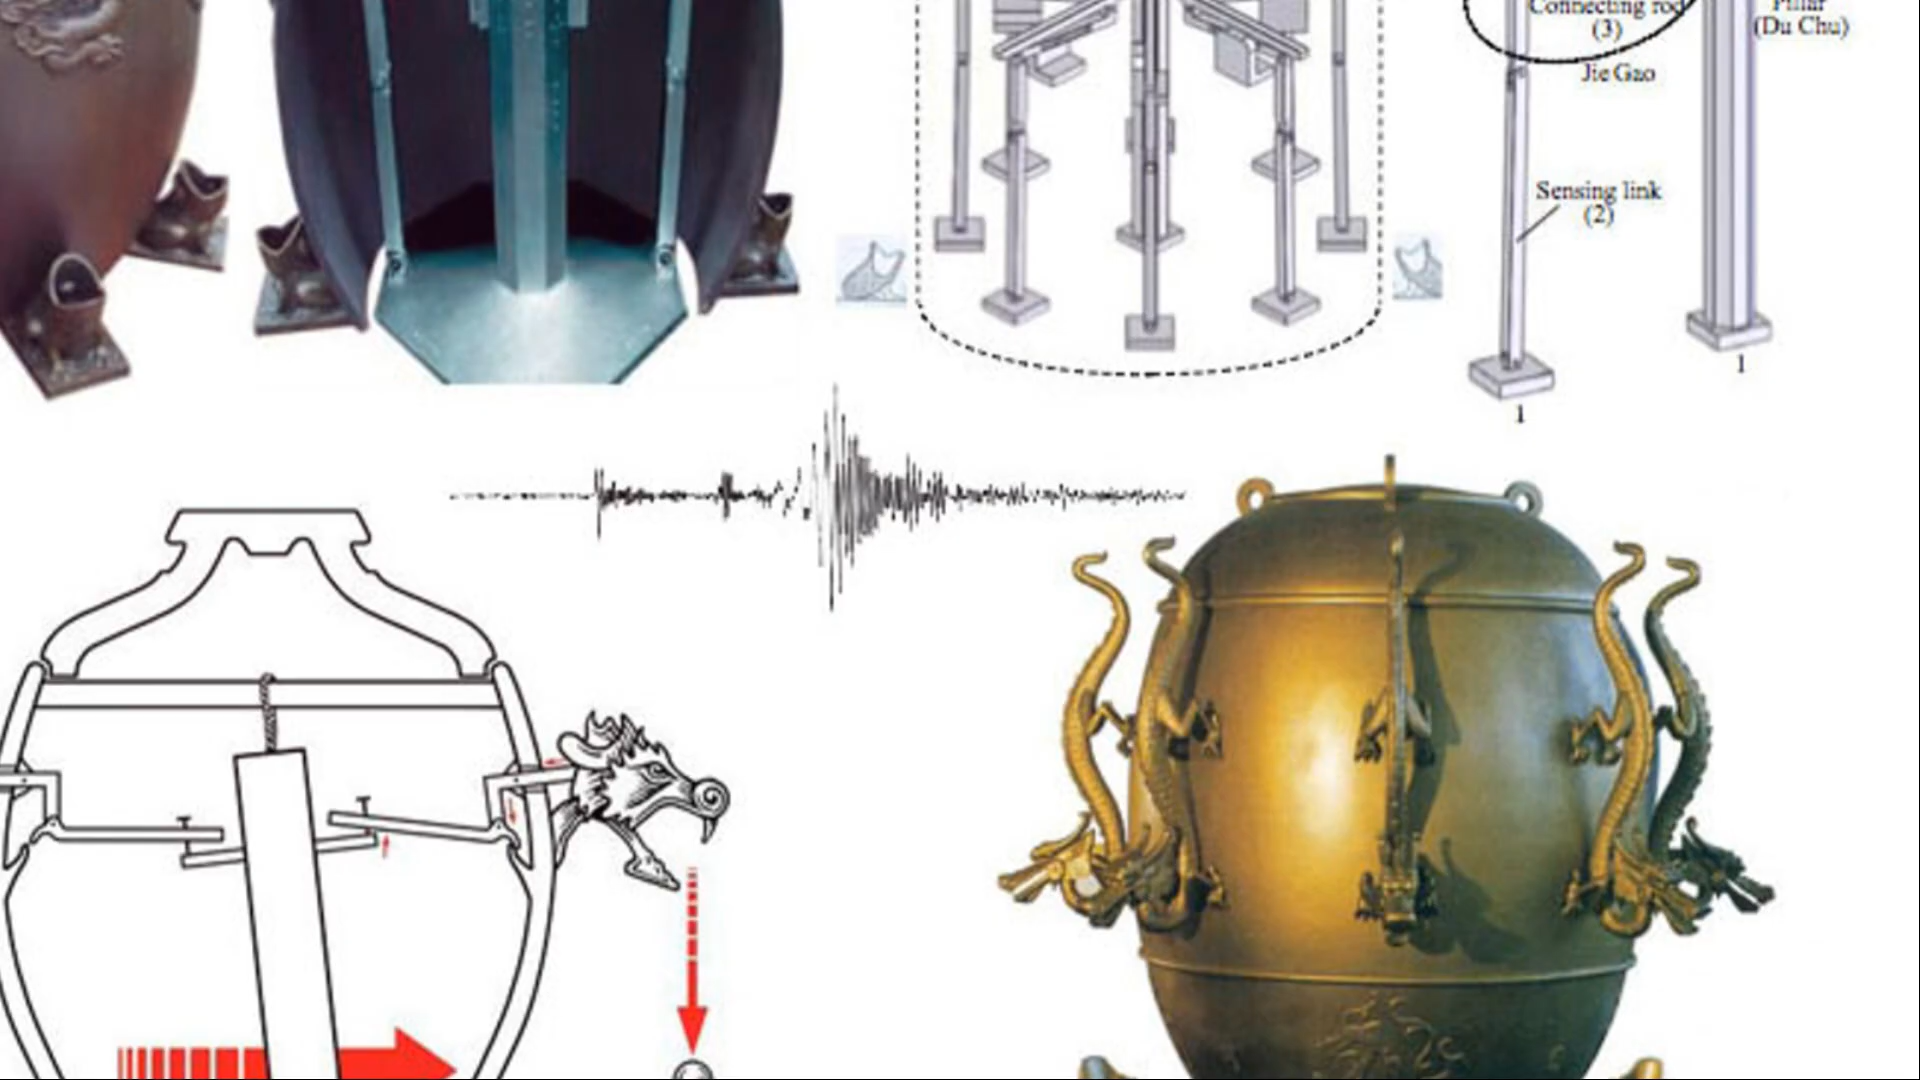 Connecting rod
(3)
Pillar
(Du Chu)
Jie Gao
Sensing link
(2)
1
1